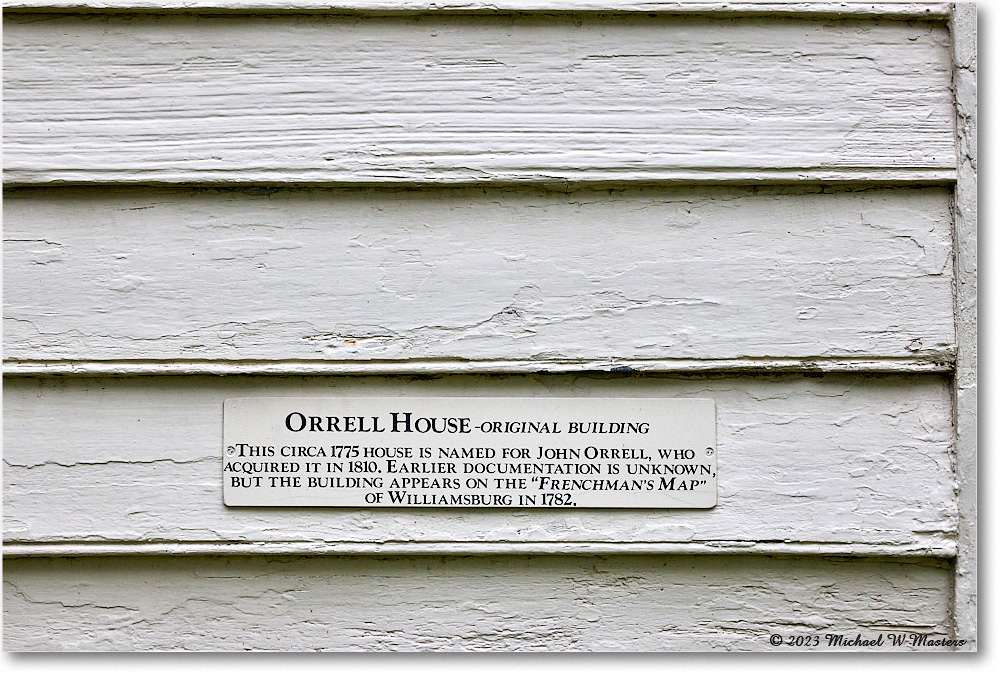 ORRELL HOUSE-ORIGINAL BUILDING
THIS CIRCA 1775 HOUSE IS NAMED FOR JOHN ORRELL, WHO
ACQUIRED IT IN 1810. EARLIER DOCUMENTATION IS UNKNOWN,
BUT THE BUILDING APPEARS ON THE "FRENCHMAN'S MAP"
OF WILLIAMSBURG IN 1782.
© 2023 Michael W Masters